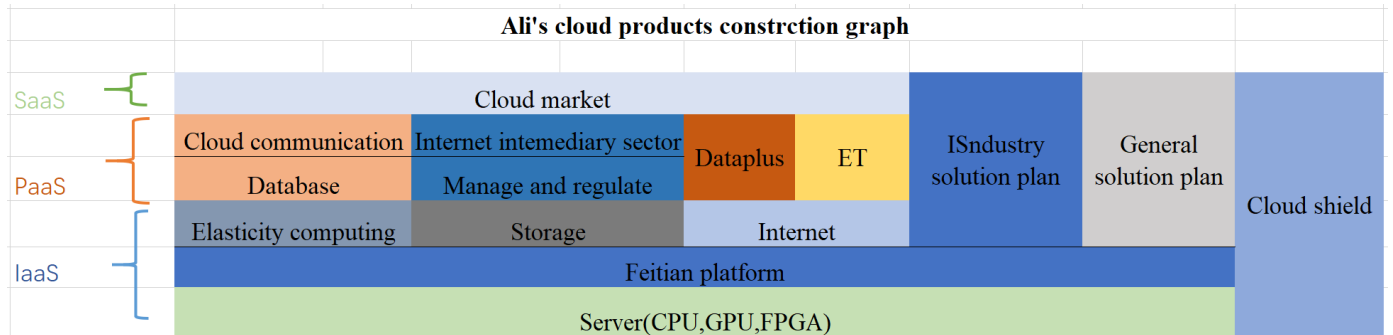 Ali's cloud products constrction graph
SaaS
Cloud market
PaaS
Cloud communication
Internet intemediary sector
Database
Manage and regulate
Dataplus
ET
ISndustry
solution plan
General
solution plan
Cloud shield
IaaS
Elasticity computing
Storage
Internet
Feitian platform
Server(CPU,GPU,FPGA)